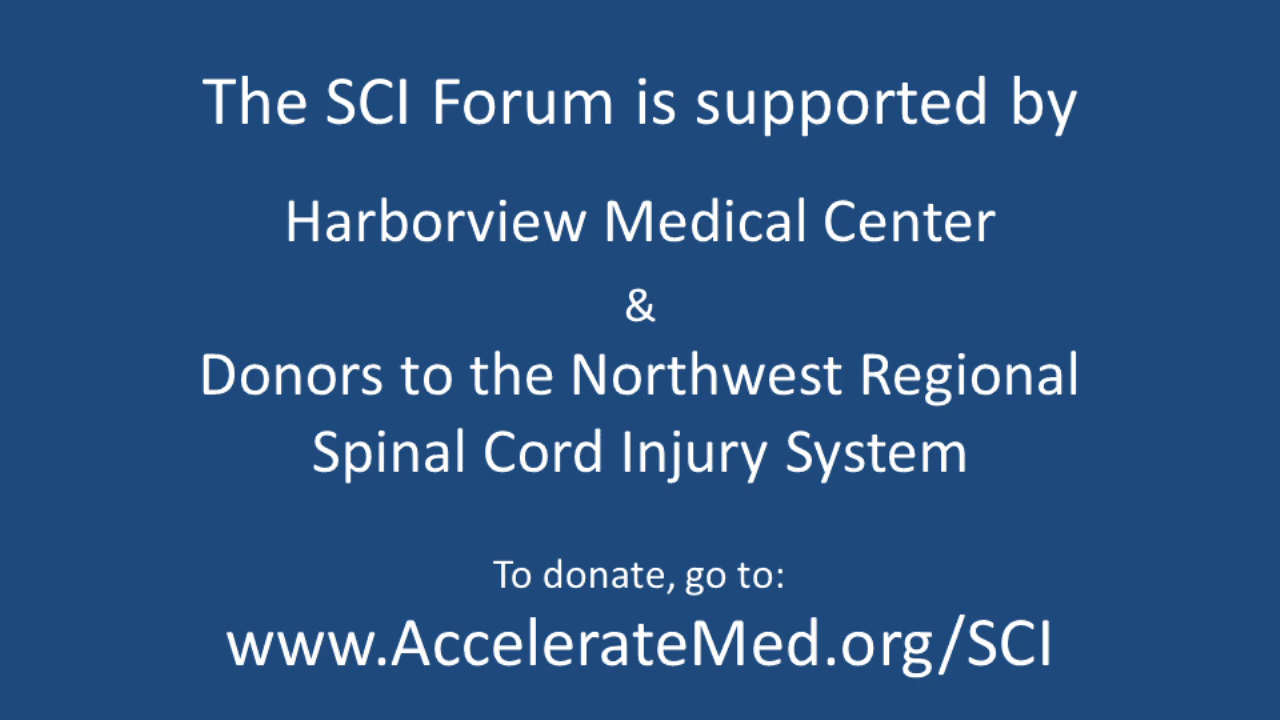 The SCI Forum is supported by
Harborview Medical Center
&
Donors to the Northwest Regional
Spinal Cord Injury System
To donate, go to:
www.AccelerateMed.org/SCI